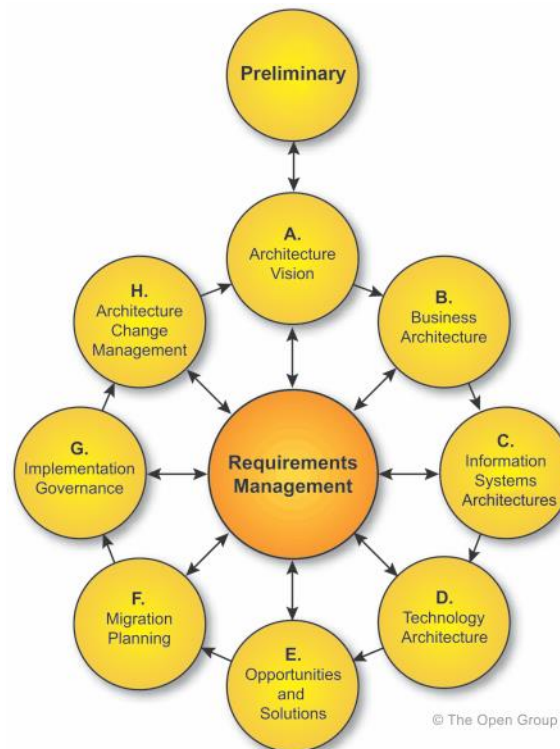 Preliminary
A.
Architecture
Vision
B.
Business
Architecture
C.
Information
Systems
Architectures
D.
Technology
Architecture
E.
Opportunities
and
Solutions
F.
Migration
Planning
G.
Implementation
Governance
H.
Architecture
Change
Management
Requirements
Management
© The Open Group